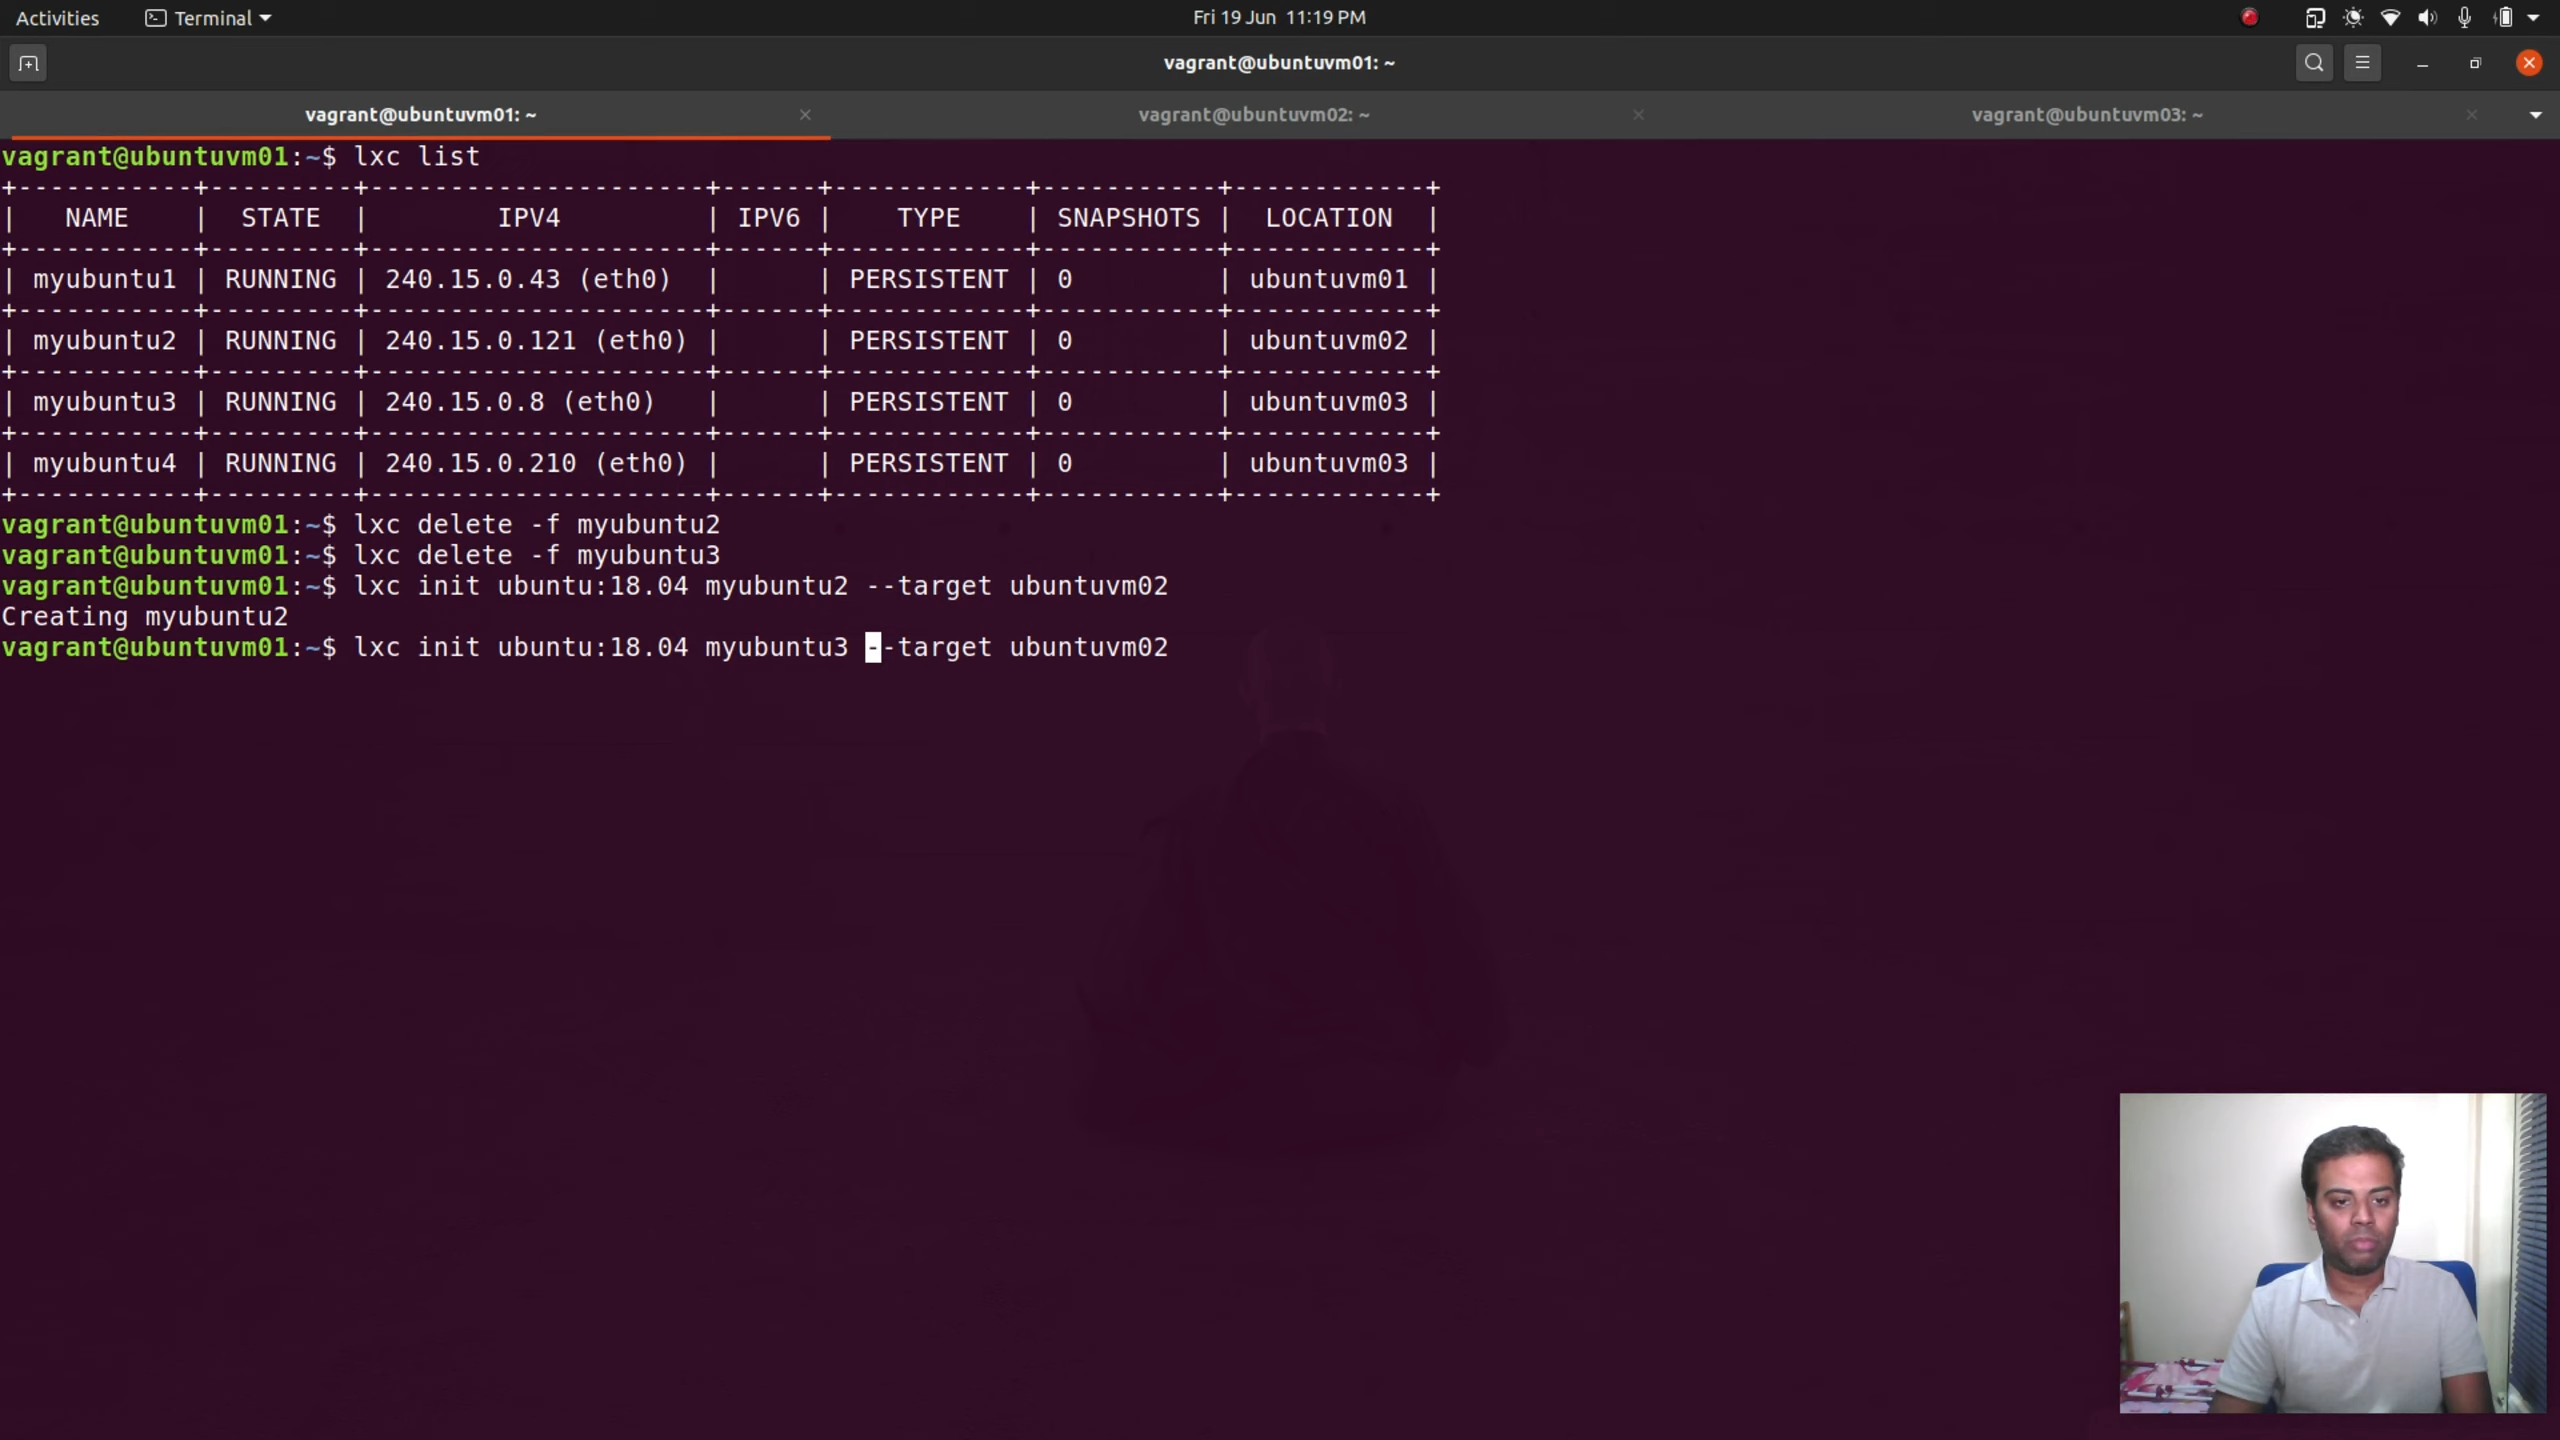 Activities Terminal Fri 19 Jun 11:19 PM
vagrant@ubuntuvm01: ~
vagrant@ubuntuvm01: ~ vagrant@ubuntuvm02: ~ vagrant@ubuntuvm03: ~
vagrant@ubuntuvm01:~$ lxc list
+-----------+---------+---------------------+------+------------+-----------+------------+
|   NAME    |  STATE  |        IPV4         | IPV6 |    TYPE    | SNAPSHOTS |  LOCATION  |
+-----------+---------+---------------------+------+------------+-----------+------------+
| myubuntu1 | RUNNING | 240.15.0.43 (eth0)  |      | PERSISTENT | 0         | ubuntuvm01 |
+-----------+---------+---------------------+------+------------+-----------+------------+
| myubuntu2 | RUNNING | 240.15.0.121 (eth0) |      | PERSISTENT | 0         | ubuntuvm02 |
+-----------+---------+---------------------+------+------------+-----------+------------+
| myubuntu3 | RUNNING | 240.15.0.8 (eth0)   |      | PERSISTENT | 0         | ubuntuvm03 |
+-----------+---------+---------------------+------+------------+-----------+------------+
| myubuntu4 | RUNNING | 240.15.0.210 (eth0) |      | PERSISTENT | 0         | ubuntuvm03 |
+-----------+---------+---------------------+------+------------+-----------+------------+
vagrant@ubuntuvm01:~$ lxc delete -f myubuntu2
vagrant@ubuntuvm01:~$ lxc delete -f myubuntu3
vagrant@ubuntuvm01:~$ lxc init ubuntu:18.04 myubuntu2 --target ubuntuvm02
Creating myubuntu2
vagrant@ubuntuvm01:~$ lxc init ubuntu:18.04 myubuntu3 --target ubuntuvm02